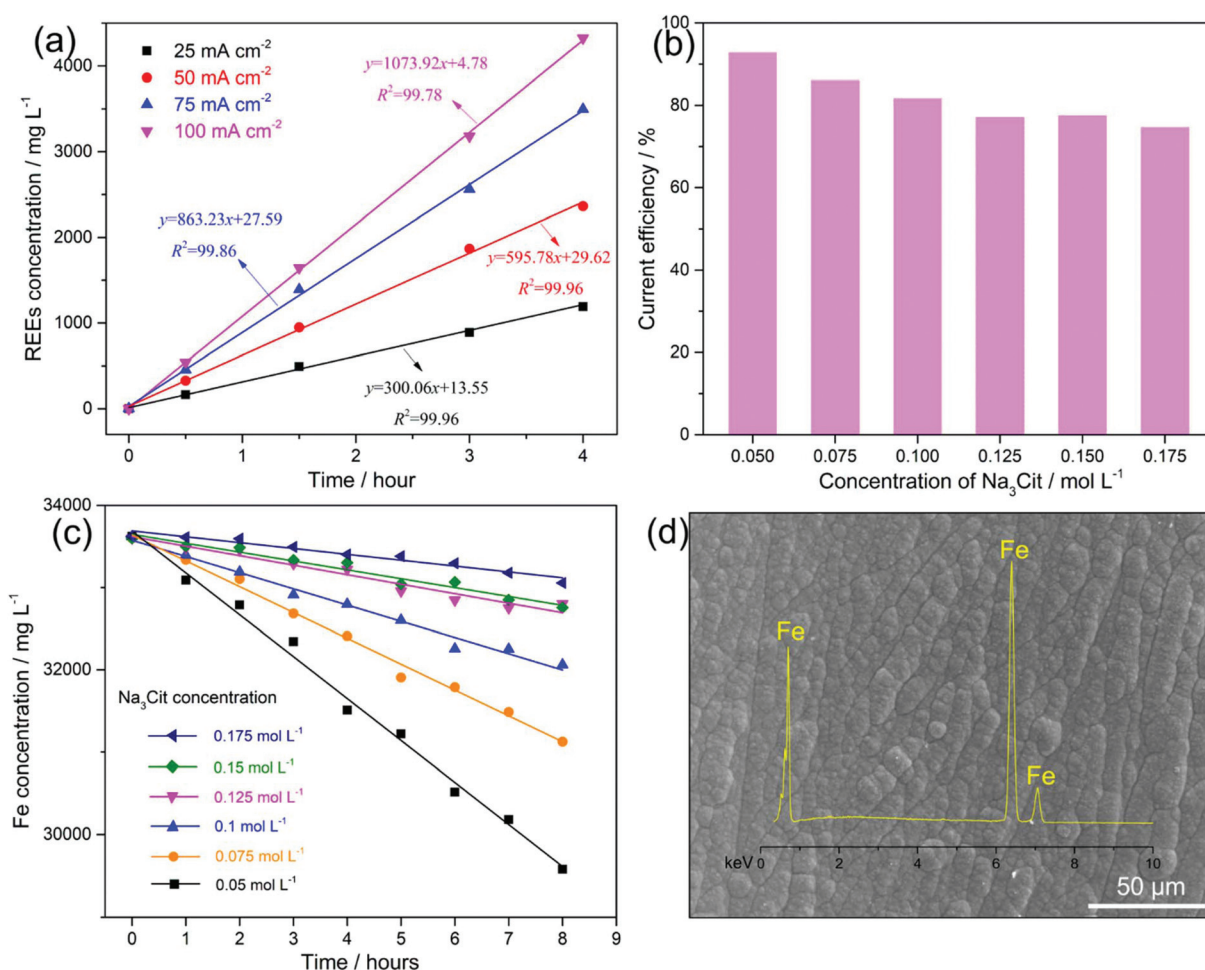 (a)
25 mA cm⁻²
50 mA cm⁻²
75 mA cm⁻²
100 mA cm⁻²
y=1073.92x+4.78
R²=99.78
y=863.23x+27.59
R²=99.86
y=595.78x+29.62
R²=99.96
y=300.06x+13.55
R²=99.96
4000
3000
2000
1000
0
REEs concentration / mg L⁻¹
0 1 2 3 4
Time / hour
(b)
100
80
60
40
20
0
Current efficiency / %
0.050 0.075 0.100 0.125 0.150 0.175
Concentration of Na₃Cit / mol L⁻¹
(c)
34000
32000
30000
Fe concentration / mg L⁻¹
Na₃Cit concentration
0.175 mol L⁻¹
0.15 mol L⁻¹
0.125 mol L⁻¹
0.1 mol L⁻¹
0.075 mol L⁻¹
0.05 mol L⁻¹
0 1 2 3 4 5 6 7 8 9
Time / hours
(d)
Fe
Fe
Fe
keV 0 2 4 6 8 10
50 µm